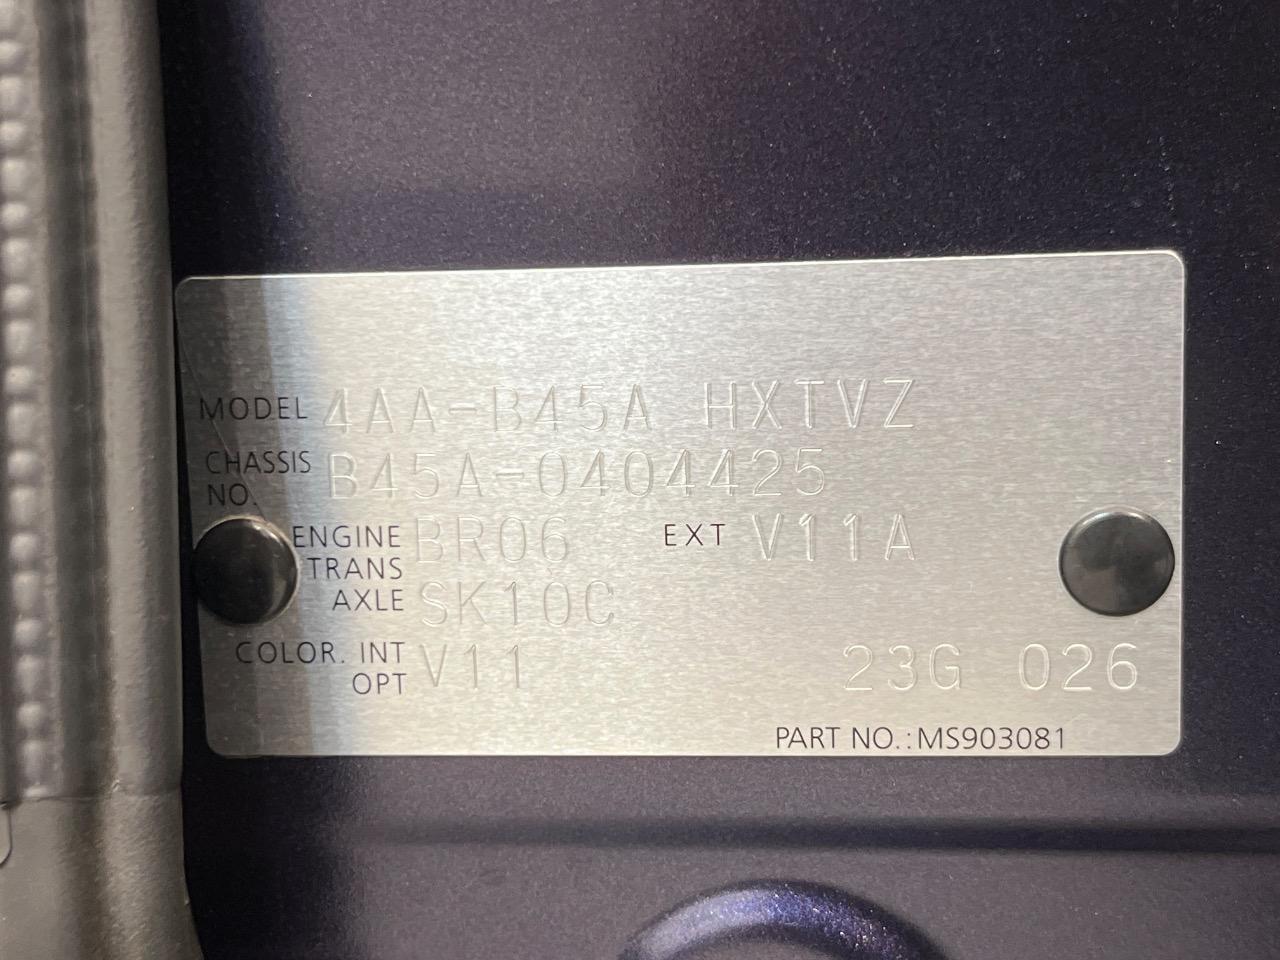 MODEL 4AA-B45A HXTVZ
CHASSIS NO. B45A-0404425
ENGINE BR06 EXT V11A
TRANS
AXLE SK10C
COLOR. INT V11
OPT 23G 026
PART NO.:MS903081